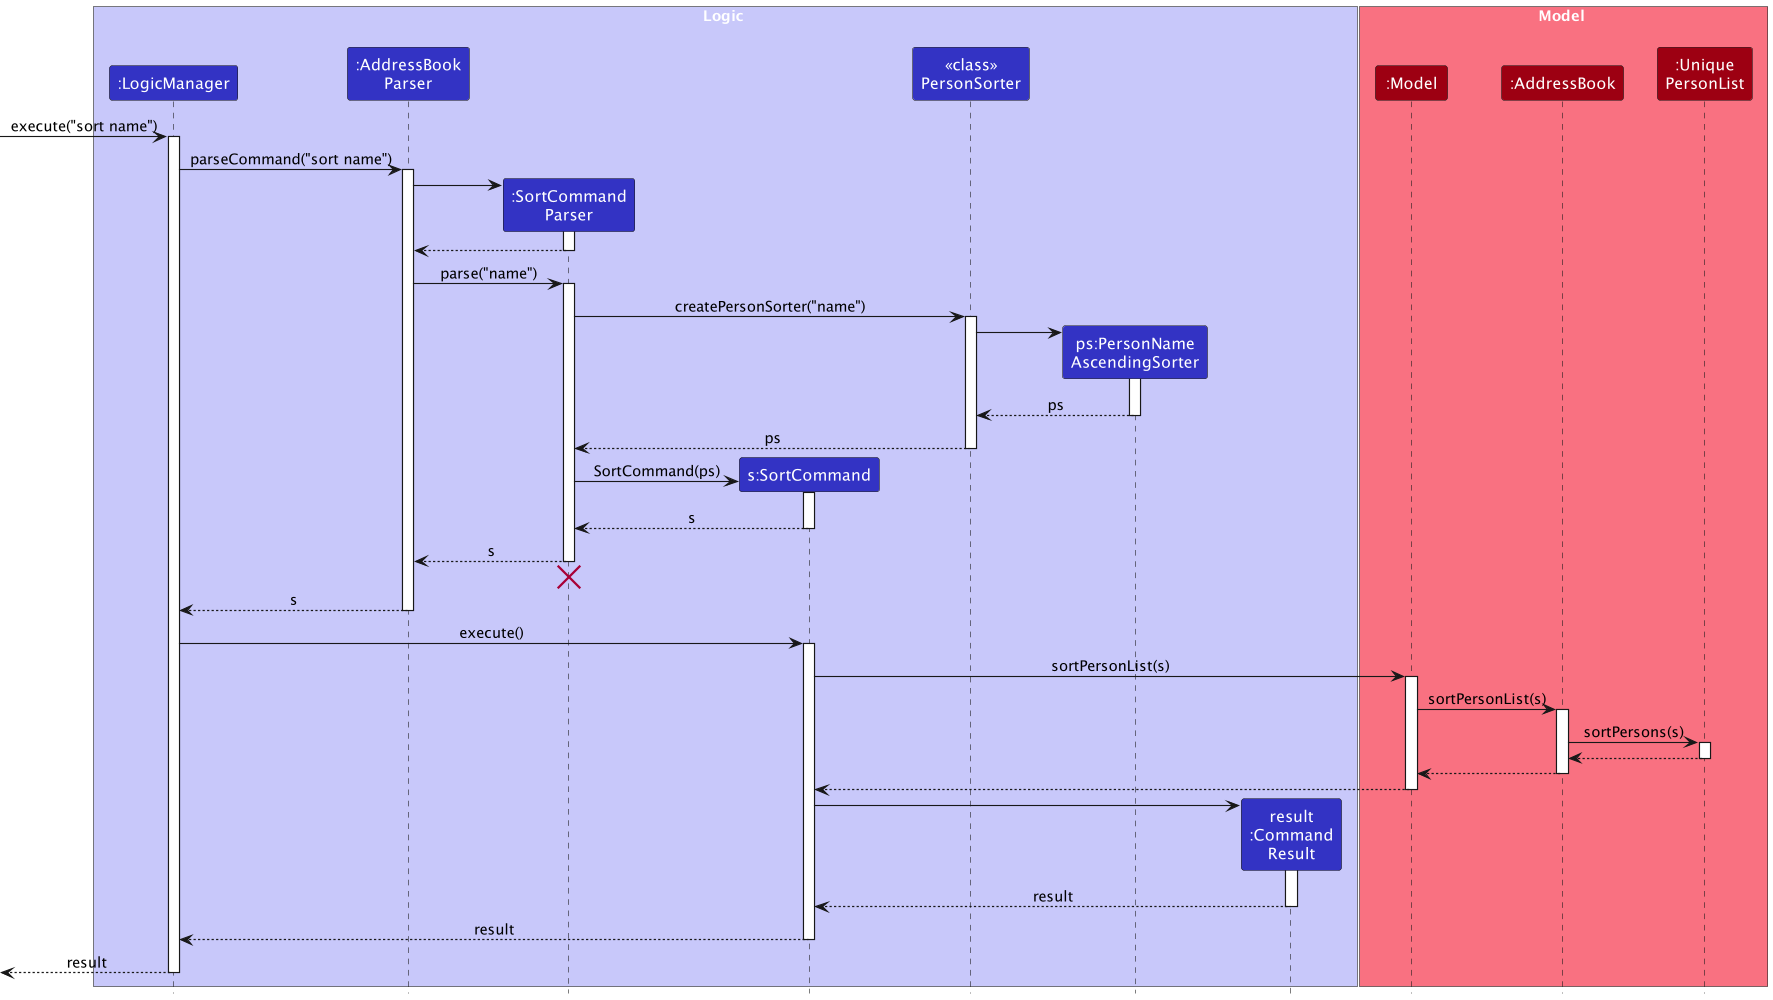 Logic
Model
:LogicManager
:AddressBook
Parser
«class»
PersonSorter
:Model
:AddressBook
:Unique
PersonList
execute("sort name")
parseCommand("sort name")
:SortCommand
Parser
parse("name")
createPersonSorter("name")
ps:PersonName
AscendingSorter
ps
ps
SortCommand(ps)
s:SortCommand
s
s
s
execute()
sortPersonList(s)
sortPersonList(s)
sortPersons(s)
result
:Command
Result
result
result
result